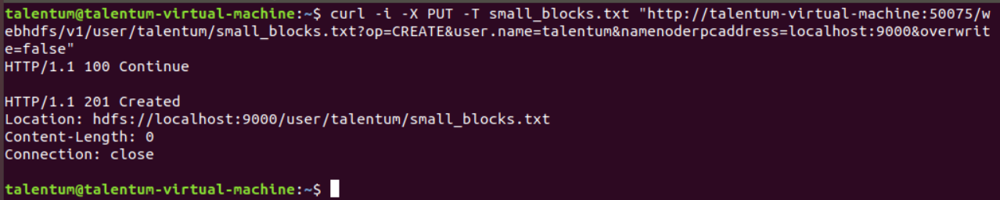 talentum@talentum-virtual-machine:~$ curl -i -X PUT -T small_blocks.txt "http://talentum-virtual-machine:50075/w
ebhdfs/v1/user/talentum/small_blocks.txt?op=CREATE&user.name=talentum&namenoderpcaddress=localhost:9000&overwrit
e=false"
HTTP/1.1 100 Continue
HTTP/1.1 201 Created
Location: hdfs://localhost:9000/user/talentum/small_blocks.txt
Content-Length: 0
Connection: close
talentum@talentum-virtual-machine:~$